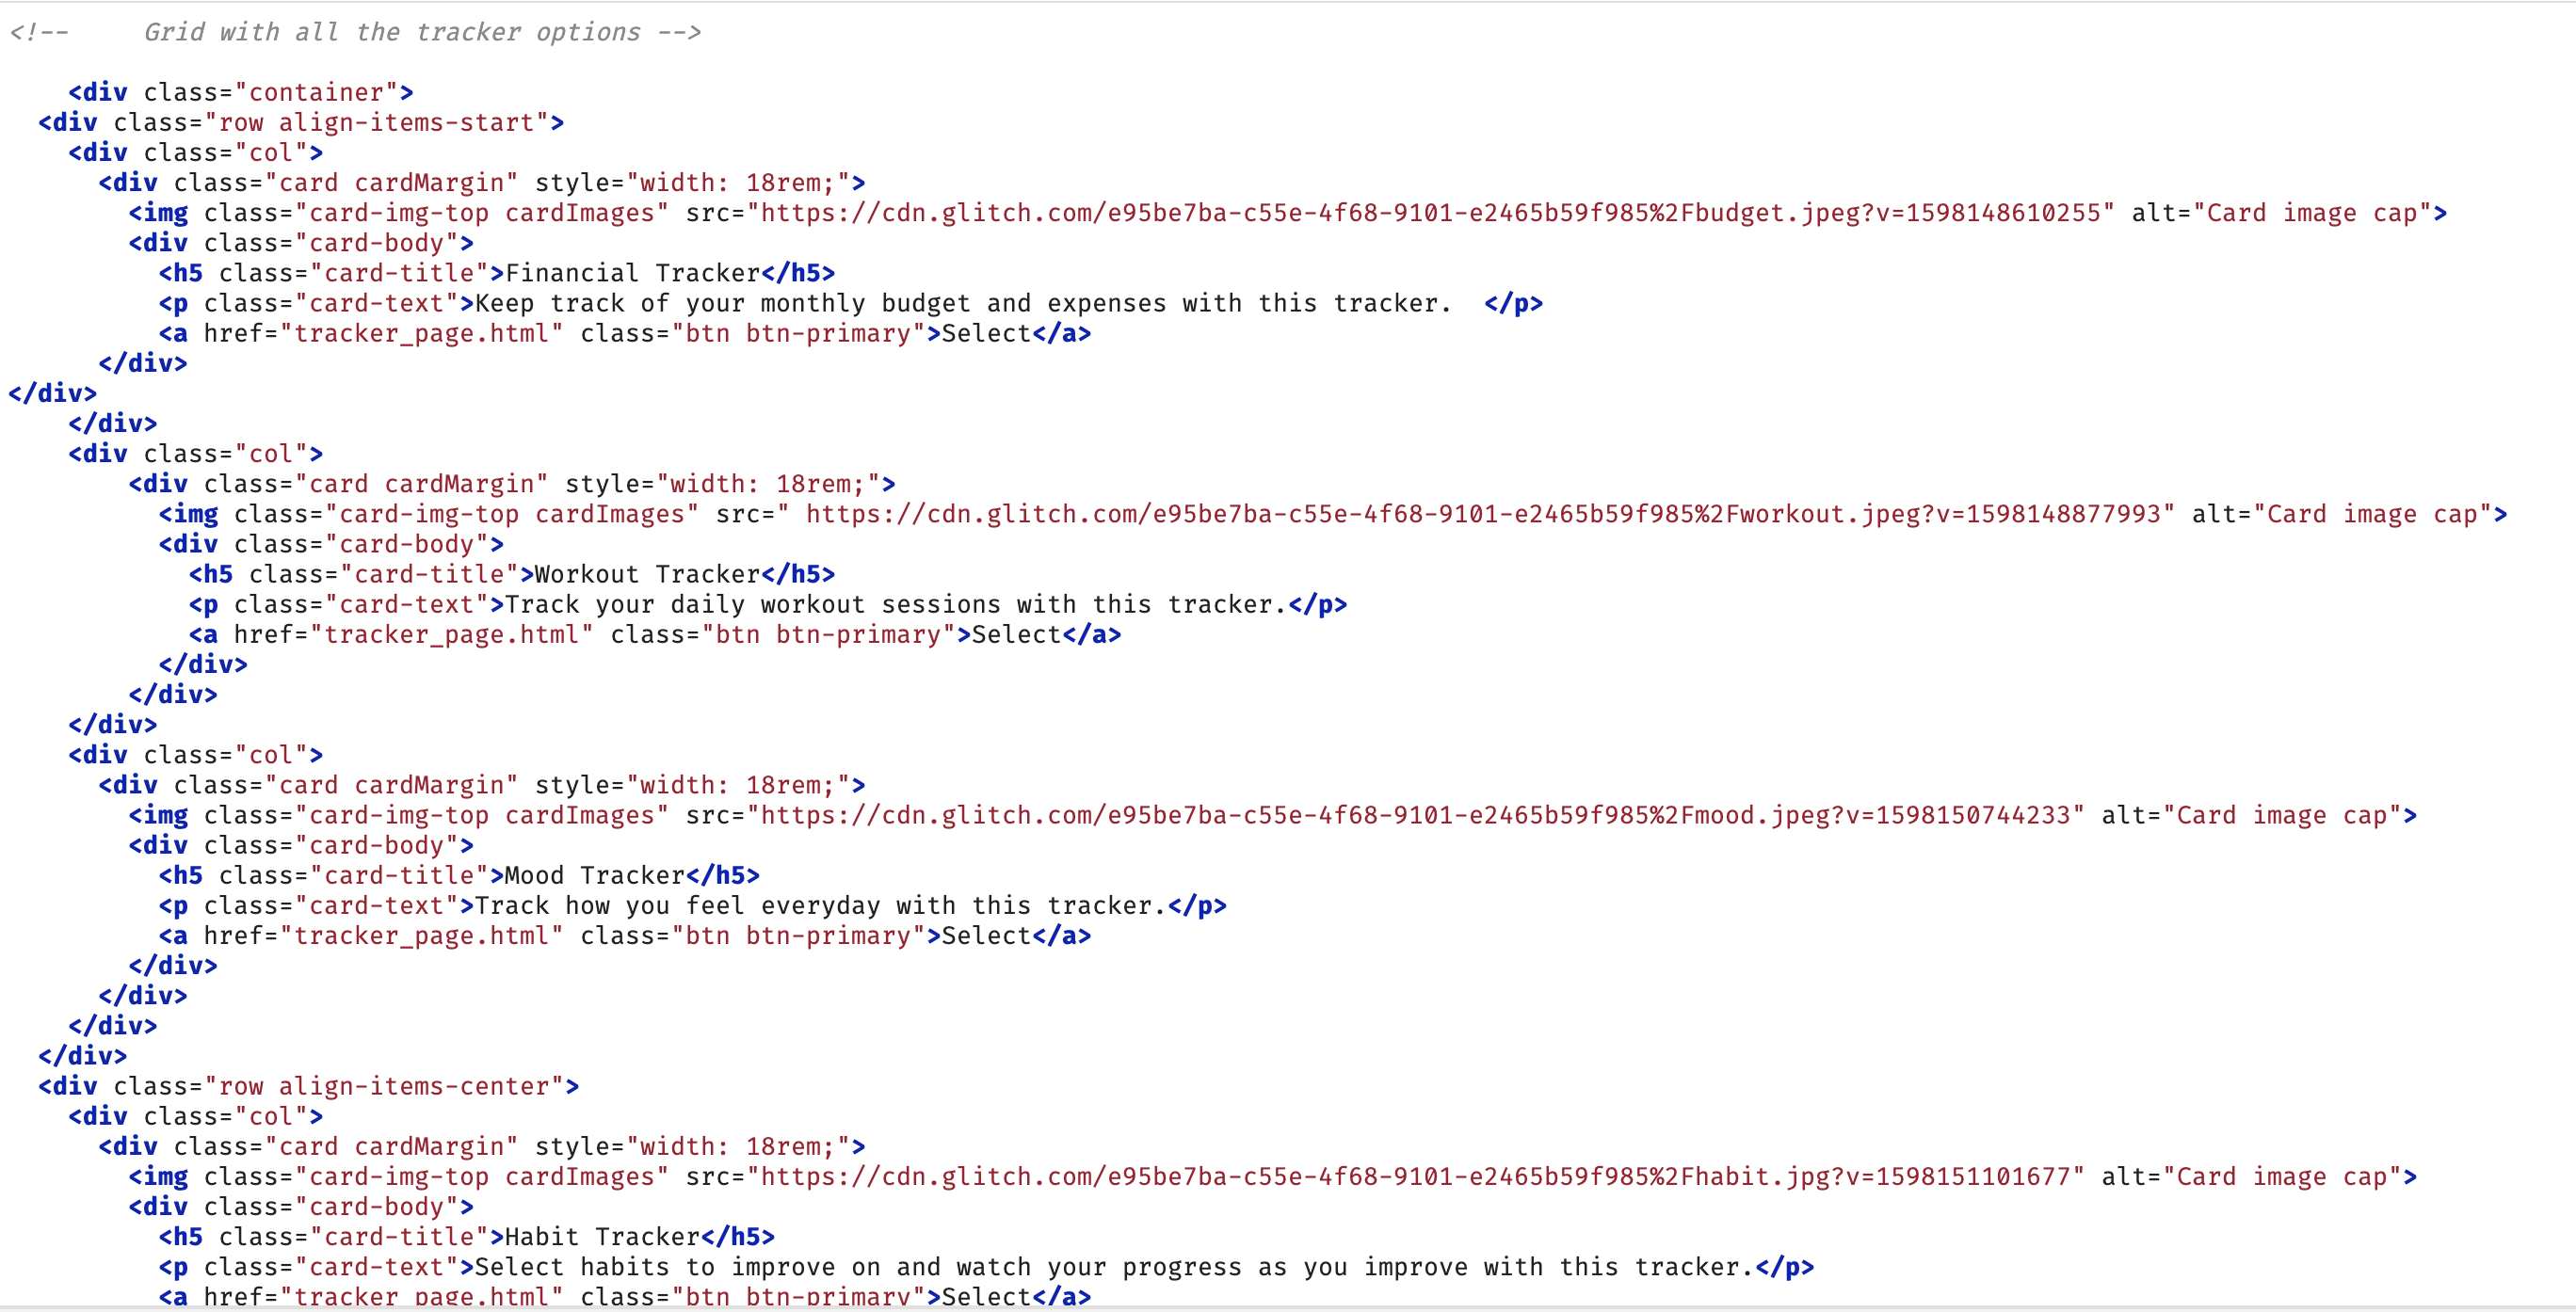 <!--     Grid with all the tracker options -->
    <div class="container">
  <div class="row align-items-start">
    <div class="col">
      <div class="card cardMargin" style="width: 18rem;">
        <img class="card-img-top cardImages" src="https://cdn.glitch.com/e95be7ba-c55e-4f68-9101-e2465b59f985%2Fbudget.jpeg?v=1598148610255" alt="Card image cap">
        <div class="card-body">
          <h5 class="card-title">Financial Tracker</h5>
          <p class="card-text">Keep track of your monthly budget and expenses with this tracker.  </p>
          <a href="tracker_page.html" class="btn btn-primary">Select</a>
      </div>
</div>
    </div>
    <div class="col">
        <div class="card cardMargin" style="width: 18rem;">
          <img class="card-img-top cardImages" src=" https://cdn.glitch.com/e95be7ba-c55e-4f68-9101-e2465b59f985%2Fworkout.jpeg?v=1598148877993" alt="Card image cap">
          <div class="card-body">
            <h5 class="card-title">Workout Tracker</h5>
            <p class="card-text">Track your daily workout sessions with this tracker.</p>
            <a href="tracker_page.html" class="btn btn-primary">Select</a>
          </div>
        </div>
    </div>
    <div class="col">
      <div class="card cardMargin" style="width: 18rem;">
        <img class="card-img-top cardImages" src="https://cdn.glitch.com/e95be7ba-c55e-4f68-9101-e2465b59f985%2Fmood.jpeg?v=1598150744233" alt="Card image cap">
        <div class="card-body">
          <h5 class="card-title">Mood Tracker</h5>
          <p class="card-text">Track how you feel everyday with this tracker.</p>
          <a href="tracker_page.html" class="btn btn-primary">Select</a>
        </div>
      </div>
    </div>
  </div>
  <div class="row align-items-center">
    <div class="col">
      <div class="card cardMargin" style="width: 18rem;">
        <img class="card-img-top cardImages" src="https://cdn.glitch.com/e95be7ba-c55e-4f68-9101-e2465b59f985%2Fhabit.jpg?v=1598151101677" alt="Card image cap">
        <div class="card-body">
          <h5 class="card-title">Habit Tracker</h5>
          <p class="card-text">Select habits to improve on and watch your progress as you improve with this tracker.</p>
          <a href="tracker_page.html" class="btn btn-primary">Select</a>